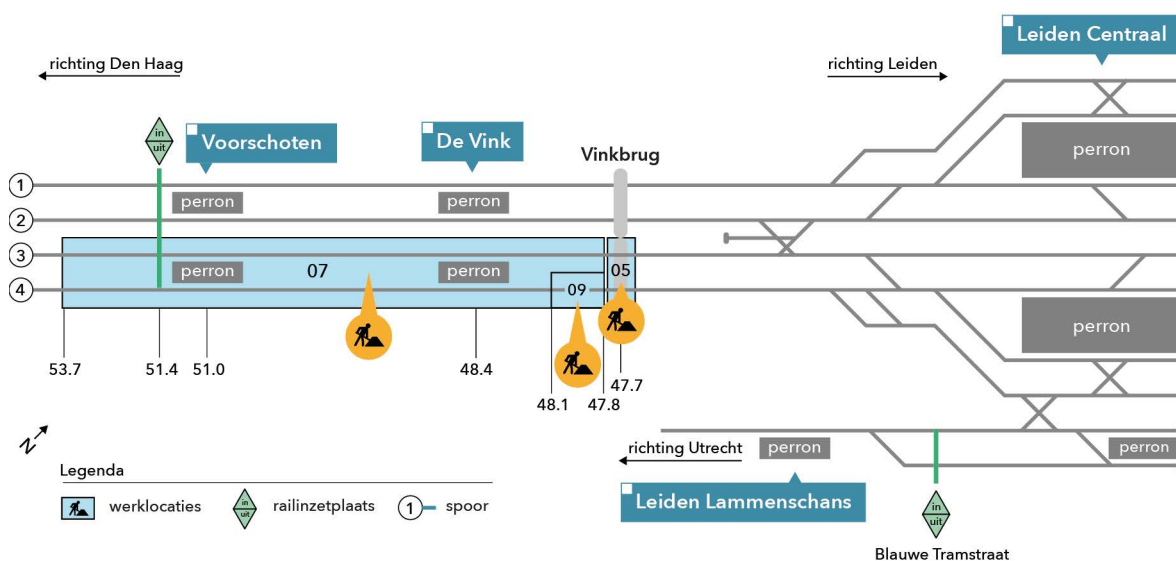 Leiden Centraal
richting Den Haag
richting Leiden
in
uit
Voorschoten
De Vink
Vinkbrug
perron
1
perron
perron
2
3
perron
07
perron
05
4
09
perron
53.7
51.4
51.0
48.4
48.1
47.8
47.7
N
richting Utrecht
perron
perron
Legenda
Leiden Lammenschans
werklocaties
in
uit
railinzetplaats
1
spoor
in
uit
Blauwe Tramstraat